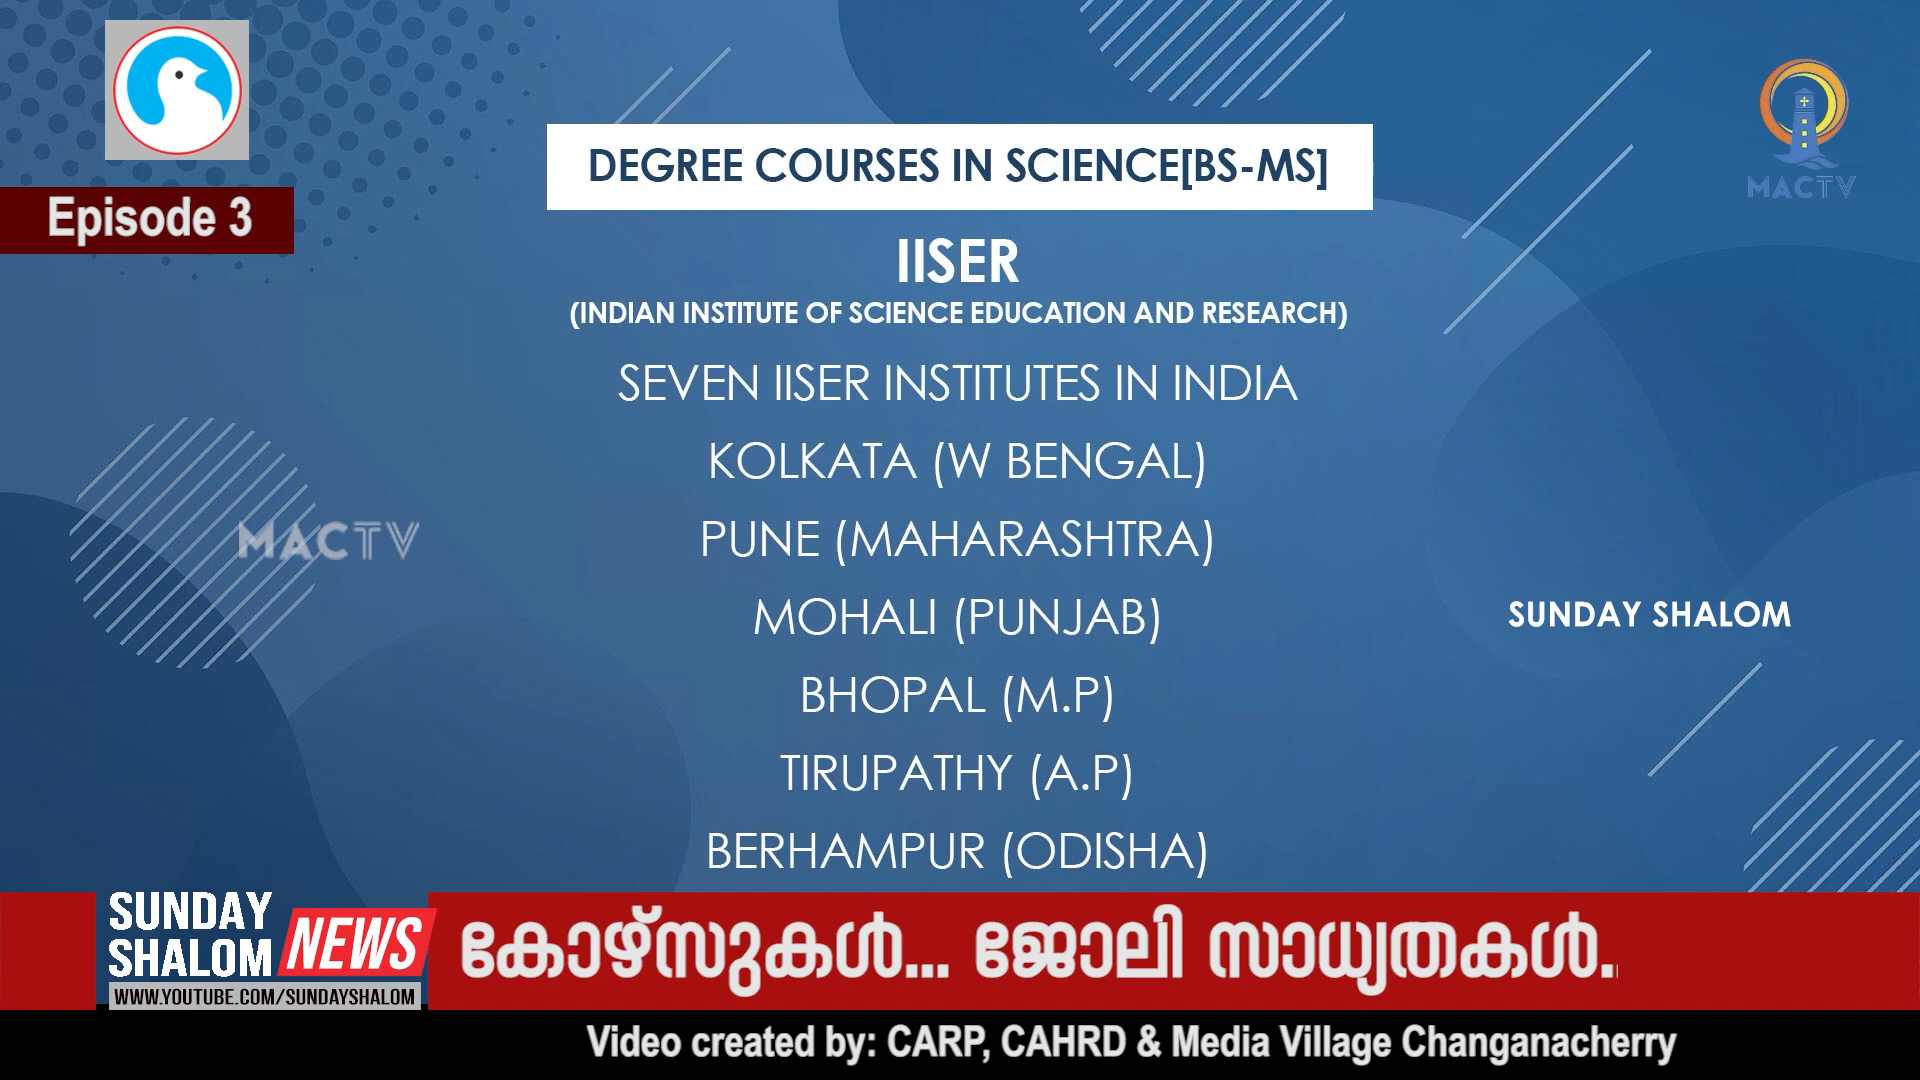 DEGREE COURSES IN SCIENCE[BS-MS]
MACTV
Episode 3
IISER
(INDIAN INSTITUTE OF SCIENCE EDUCATION AND RESEARCH)
SEVEN IISER INSTITUTES IN INDIA
KOLKATA (W BENGAL)
PUNE (MAHARASHTRA)
MACTV
MOHALI (PUNJAB)
SUNDAY SHALOM
BHOPAL (M.P)
TIRUPATHY (A.P)
BERHAMPUR (ODISHA)
SUNDAY
SHALOM
NEWS
WWW.YOUTUBE.COM/SUNDAYSHALOM
കോഴ്സുകൾ... ജോലി സാധ്യതകൾ..
Video created by: CARP, CAHRD & Media Village Changanacherry